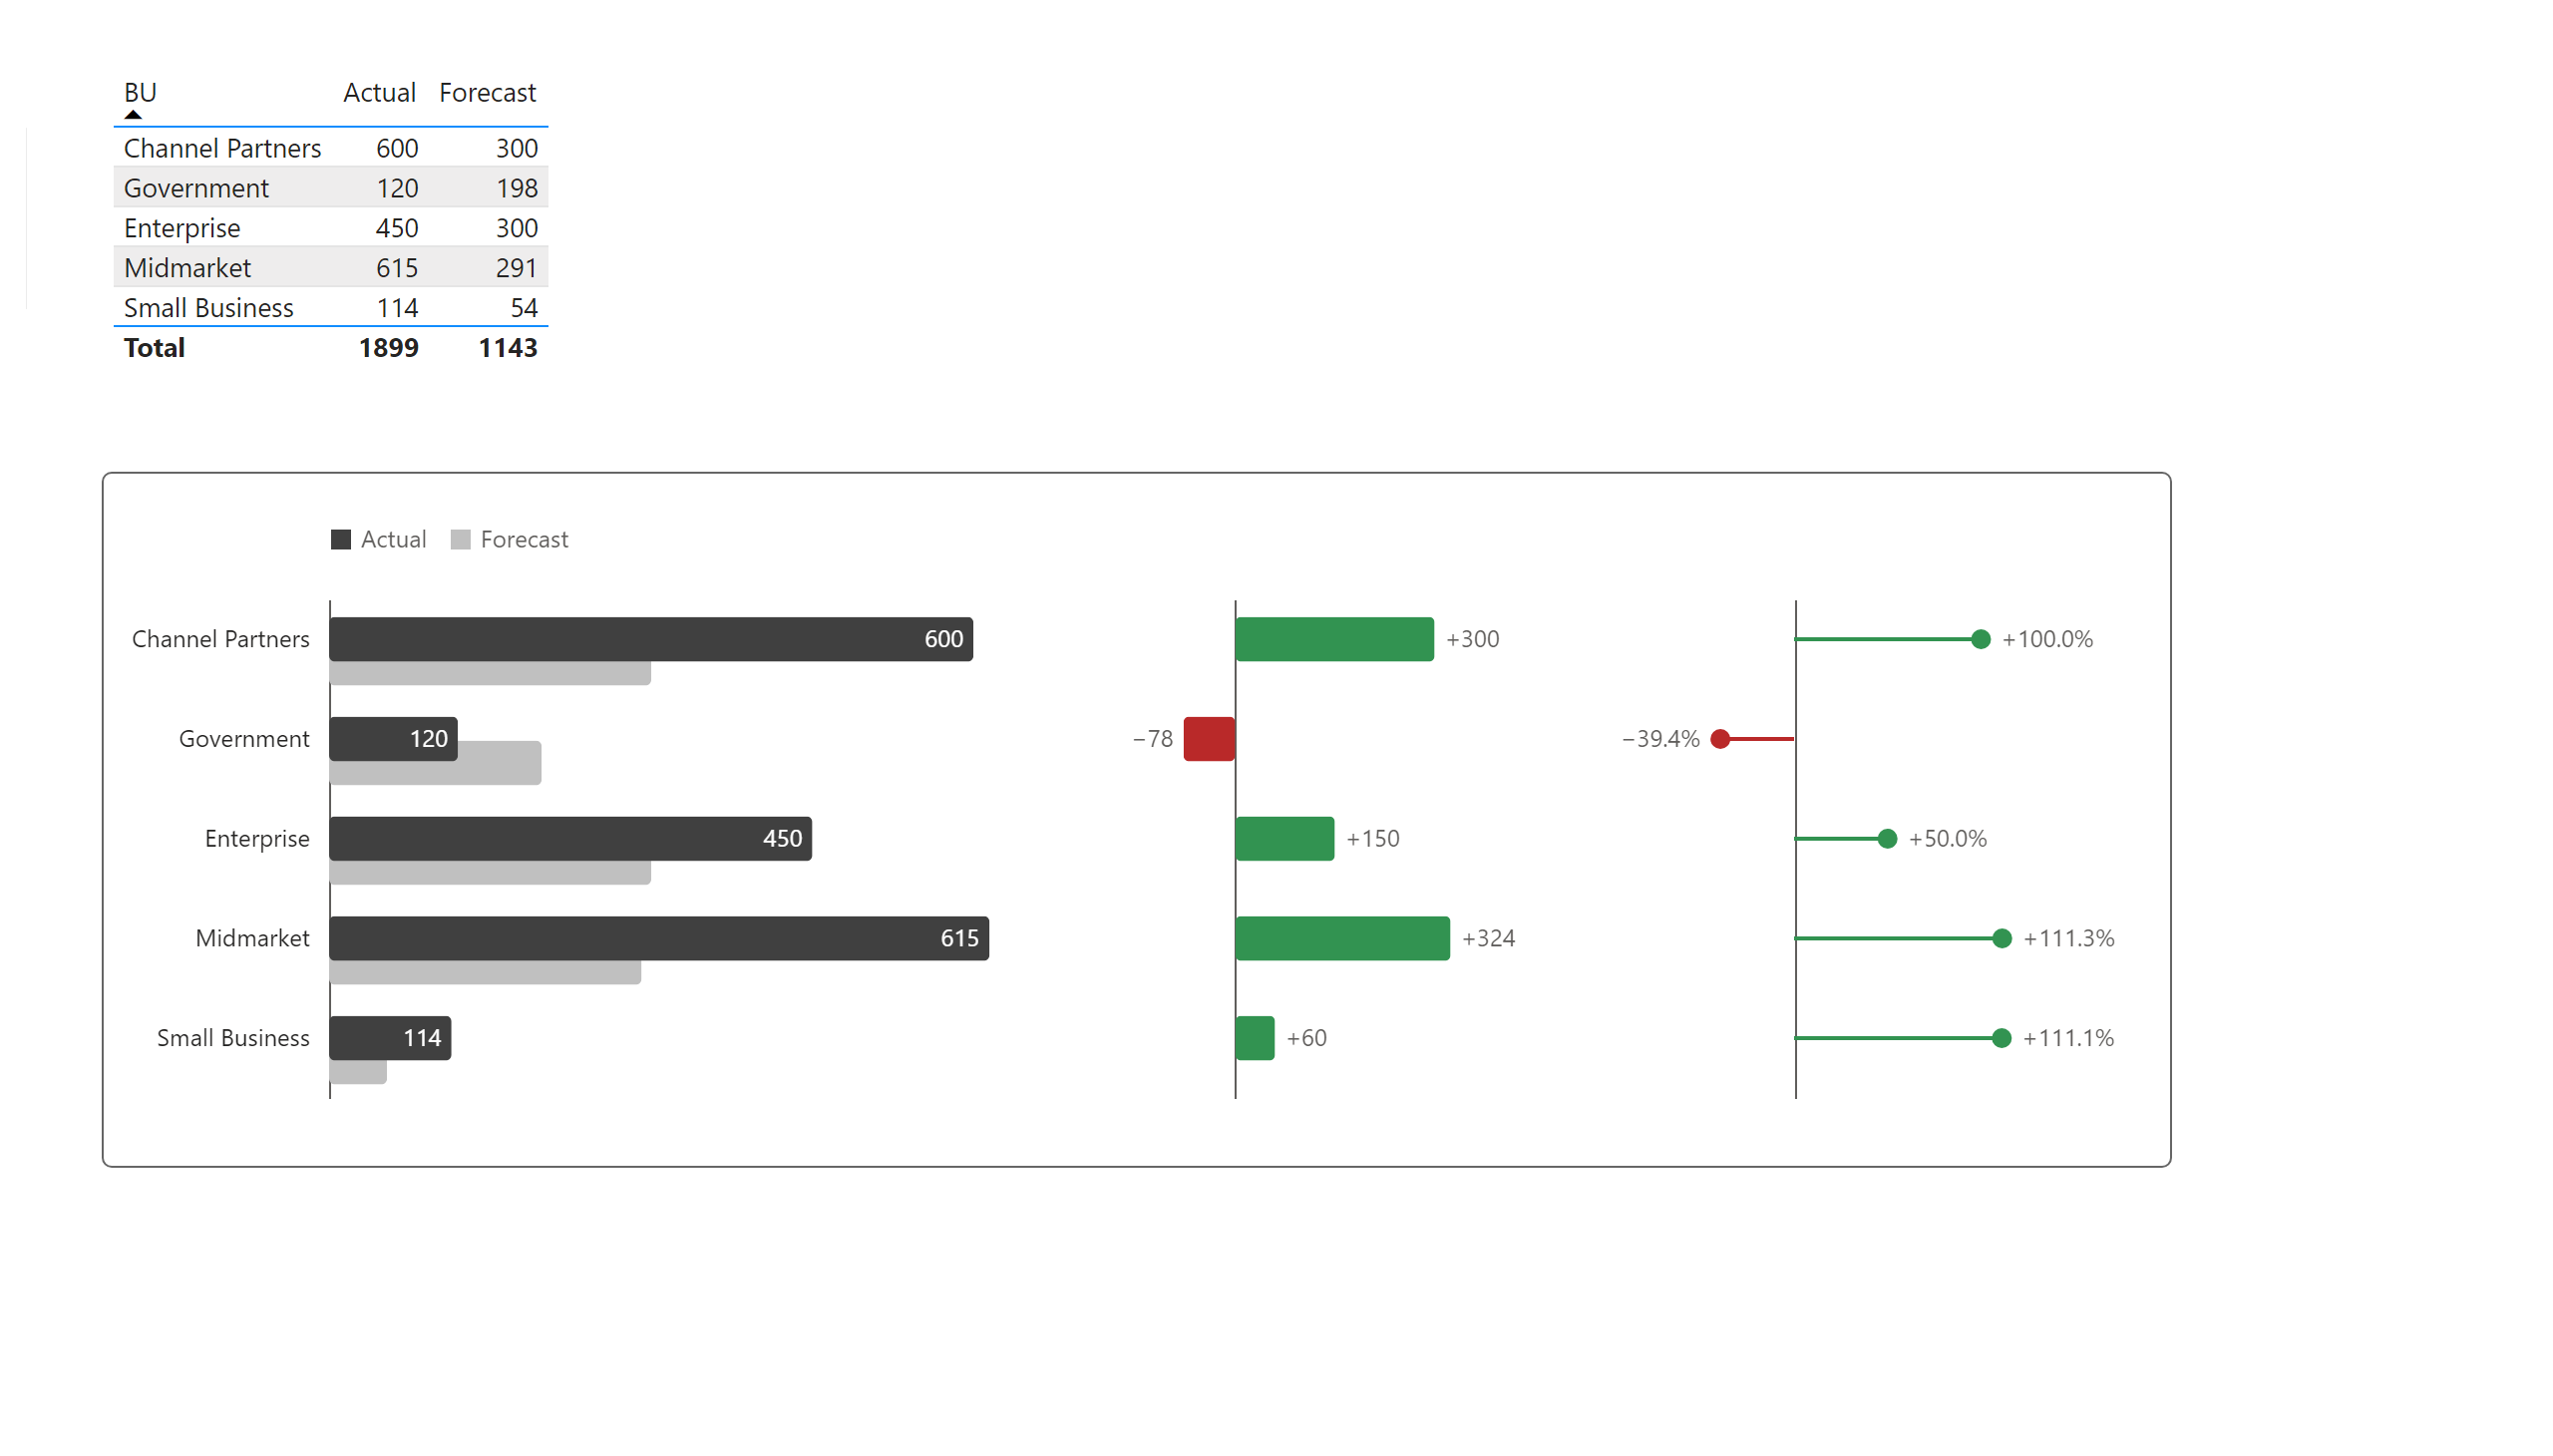 BU Actual Forecast
Channel Partners 600 300
Government 120 198
Enterprise 450 300
Midmarket 615 291
Small Business 114 54
Total 1899 1143
Actual Forecast
Channel Partners 600 +300 +100.0%
Government 120 −78 −39.4%
Enterprise 450 +150 +50.0%
Midmarket 615 +324 +111.3%
Small Business 114 +60 +111.1%